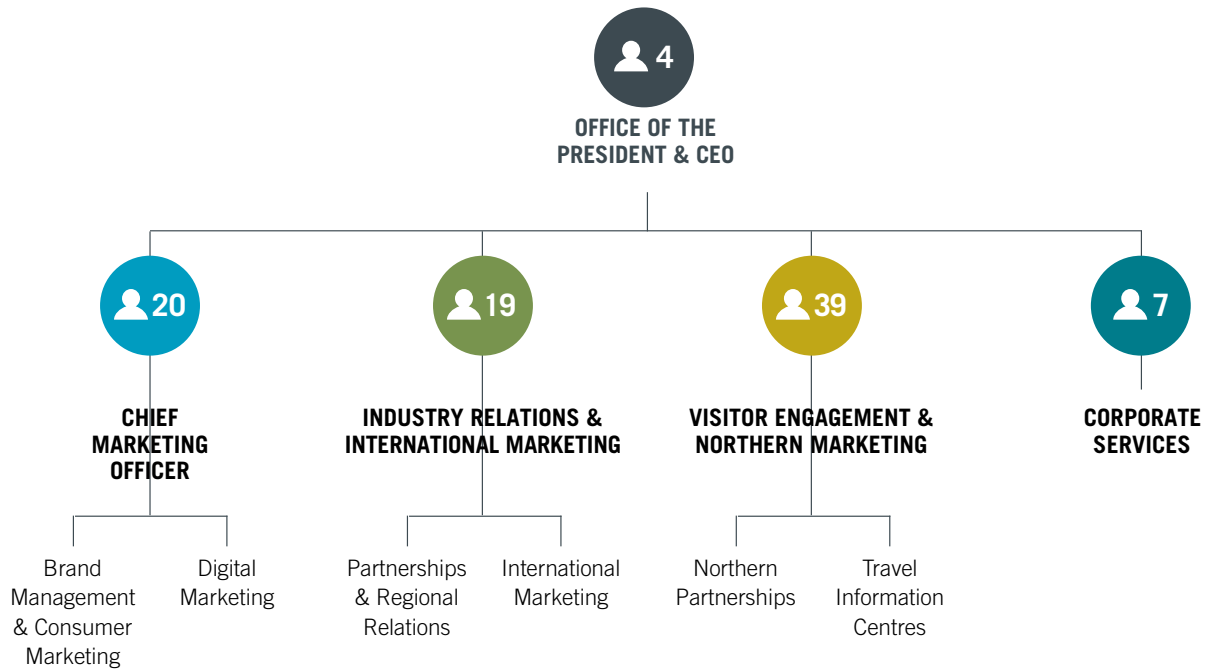 4
OFFICE OF THE
PRESIDENT & CEO
20
CHIEF
MARKETING
OFFICER
Brand
Management
& Consumer
Marketing
Digital
Marketing
19
INDUSTRY RELATIONS &
INTERNATIONAL MARKETING
Partnerships
& Regional
Relations
International
Marketing
39
VISITOR ENGAGEMENT &
NORTHERN MARKETING
Northern
Partnerships
Travel
Information
Centres
7
CORPORATE
SERVICES